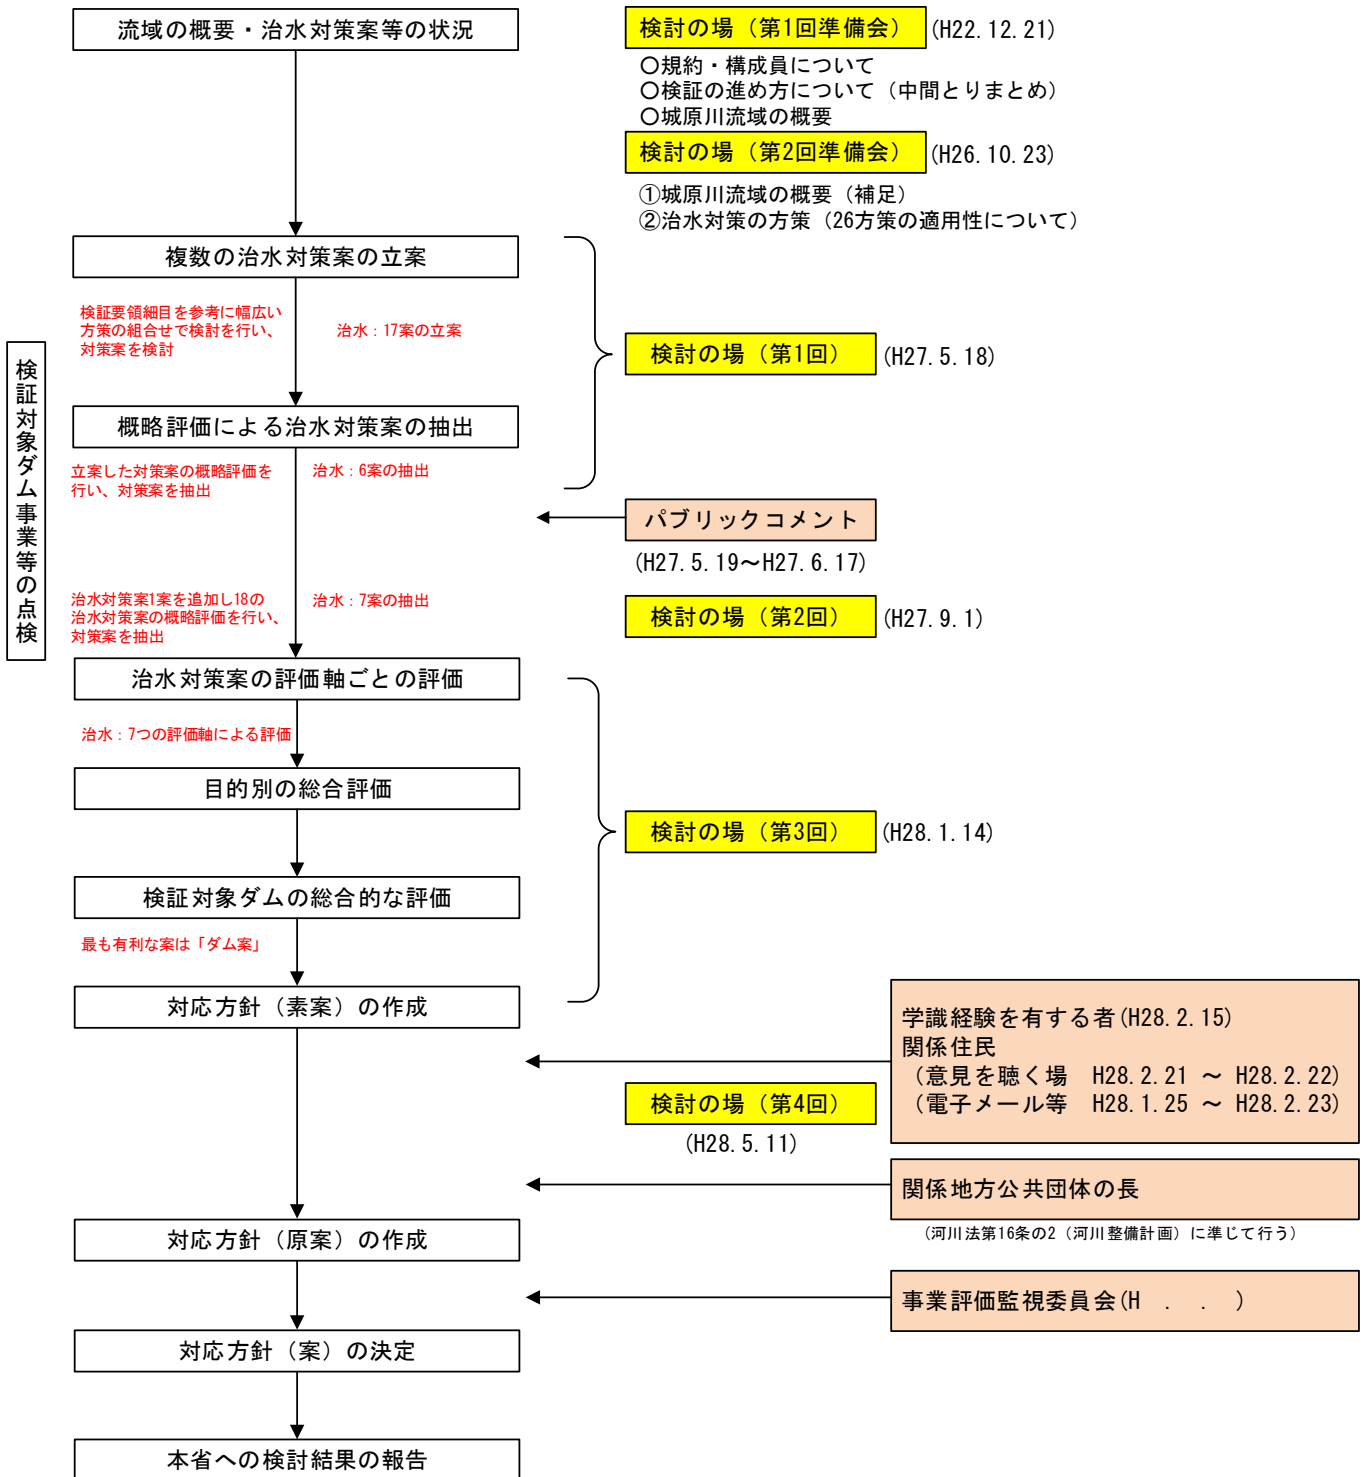 流域の概要・治水対策案等の状況
検討の場（第1回準備会）
(H22.12.21)
〇規約・構成員について
〇検証の進め方について（中間とりまとめ）
〇城原川流域の概要
検討の場（第2回準備会）
(H26.10.23)
①城原川流域の概要（補足）
②治水対策の方策（26方策の適用性について）
複数の治水対策案の立案
検証要領細目を参考に幅広い
方策の組合せで検討を行い、
対策案を検討
治水：17案の立案
検討の場（第1回）
(H27.5.18)
検証対象ダム事業等の点検
概略評価による治水対策案の抽出
立案した対策案の概略評価を
行い、対策案を抽出
治水：6案の抽出
パブリックコメント
(H27.5.19～H27.6.17)
治水対策案1案を追加し18の
治水対策案の概略評価を行い、
対策案を抽出
治水：7案の抽出
検討の場（第2回）
(H27.9.1)
治水対策案の評価軸ごとの評価
治水：7つの評価軸による評価
目的別の総合評価
検討の場（第3回）
(H28.1.14)
検証対象ダムの総合的な評価
最も有利な案は「ダム案」
対応方針（素案）の作成
学識経験を有する者(H28.2.15)
関係住民
（意見を聴く場　H28.2.21 ～ H28.2.22)
（電子メール等　H28.1.25 ～ H28.2.23)
検討の場（第4回）
(H28.5.11)
関係地方公共団体の長
（河川法第16条の2（河川整備計画）に準じて行う）
対応方針（原案）の作成
事業評価監視委員会(H　.　.　)
対応方針（案）の決定
本省への検討結果の報告